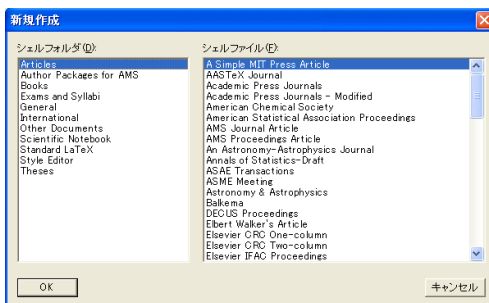 新規作成
シェルフォルダ(D):
Articles
Author Packages for AMS
Books
Exams and Syllabi
General
International
Other Documents
Scientific Notebook
Standard LaTeX
Style Editor
Theses
シェルファイル(F):
A Simple MIT Press Article
AASTeX Journal
Academic Press Journals
Academic Press Journals - Modified
American Chemical Society
American Statistical Association Proceedings
AMS Journal Article
AMS Proceedings Article
An Astronomy-Astrophysics Journal
Annals of Statistics-Draft
ASAE Transactions
ASME Meeting
Astronomy & Astrophysics
Balkema
DECUS Proceedings
Elbert Walker's Article
Elsevier CRC One-column
Elsevier CRC Two-column
Elsevier IFAC Proceedings
OK
キャンセル